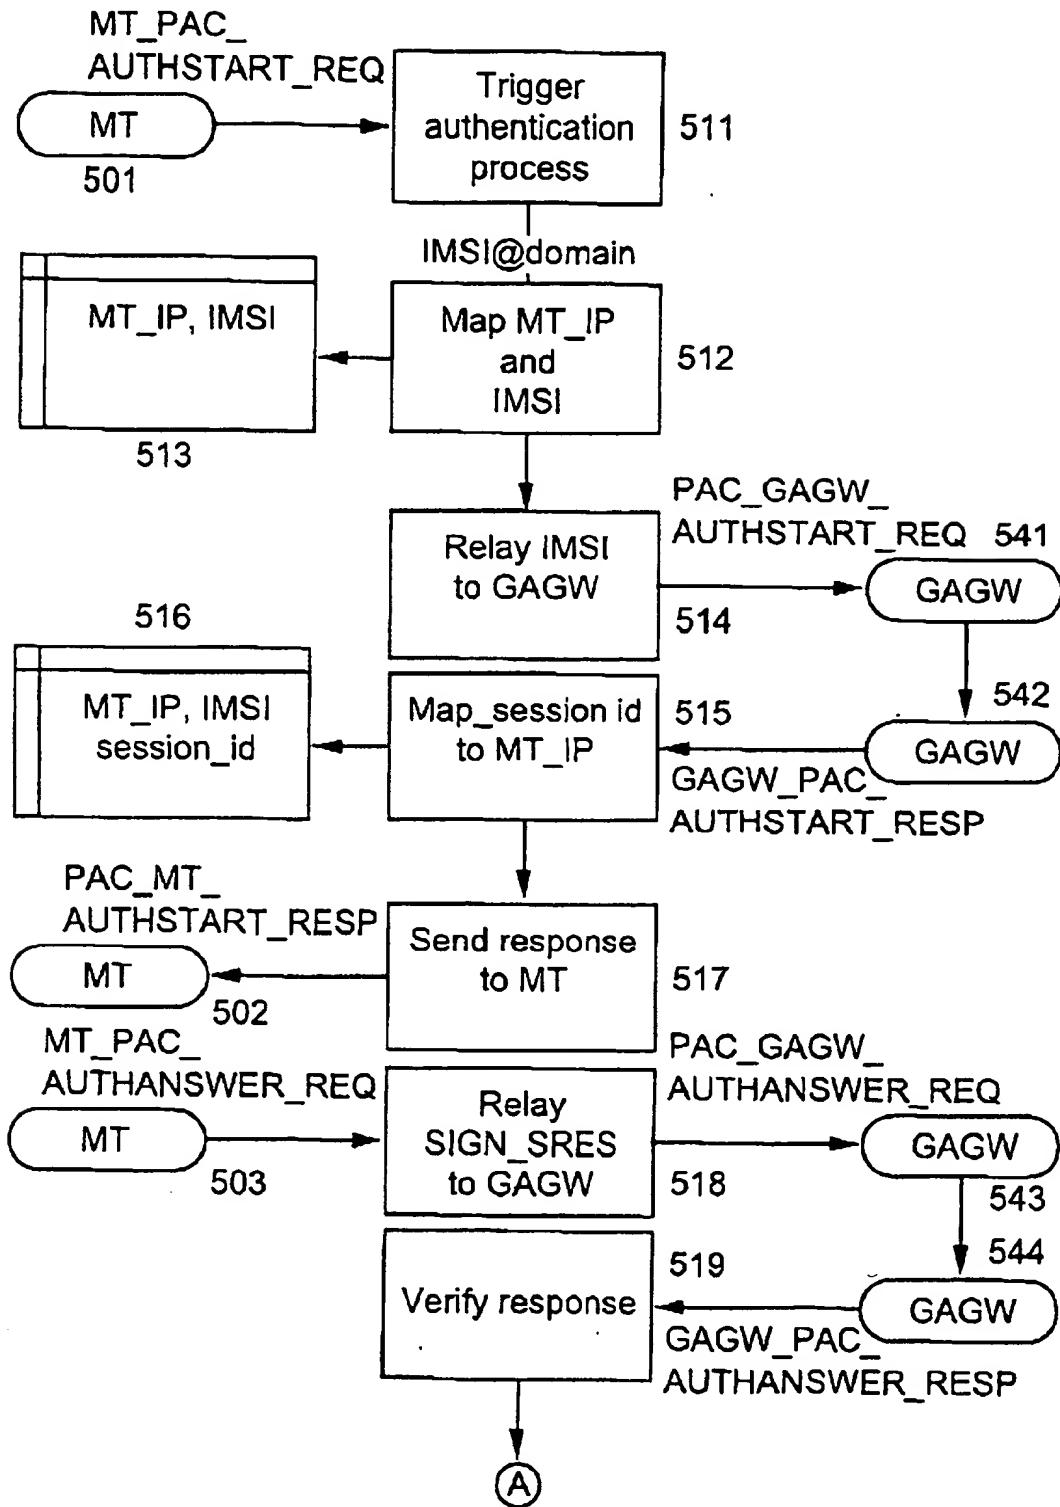 MT_PAC_
AUTHSTART_REQ
MT
501
Trigger
authentication
process
511
IMSI@domain
MT_IP, IMSI
513
Map MT_IP
and
IMSI
512
Relay IMSI
to GAGW
514
PAC_GAGW_
AUTHSTART_REQ
541
GAGW
516
MT_IP, IMSI
session_id
Map_session id
to MT_IP
515
542
GAGW
GAGW_PAC_
AUTHSTART_RESP
PAC_MT_
AUTHSTART_RESP
MT
502
Send response
to MT
517
MT_PAC_
AUTHANSWER_REQ
MT
503
Relay
SIGN_SRES
to GAGW
518
PAC_GAGW_
AUTHANSWER_REQ
GAGW
543
544
Verify response
519
GAGW
GAGW_PAC_
AUTHANSWER_RESP
A